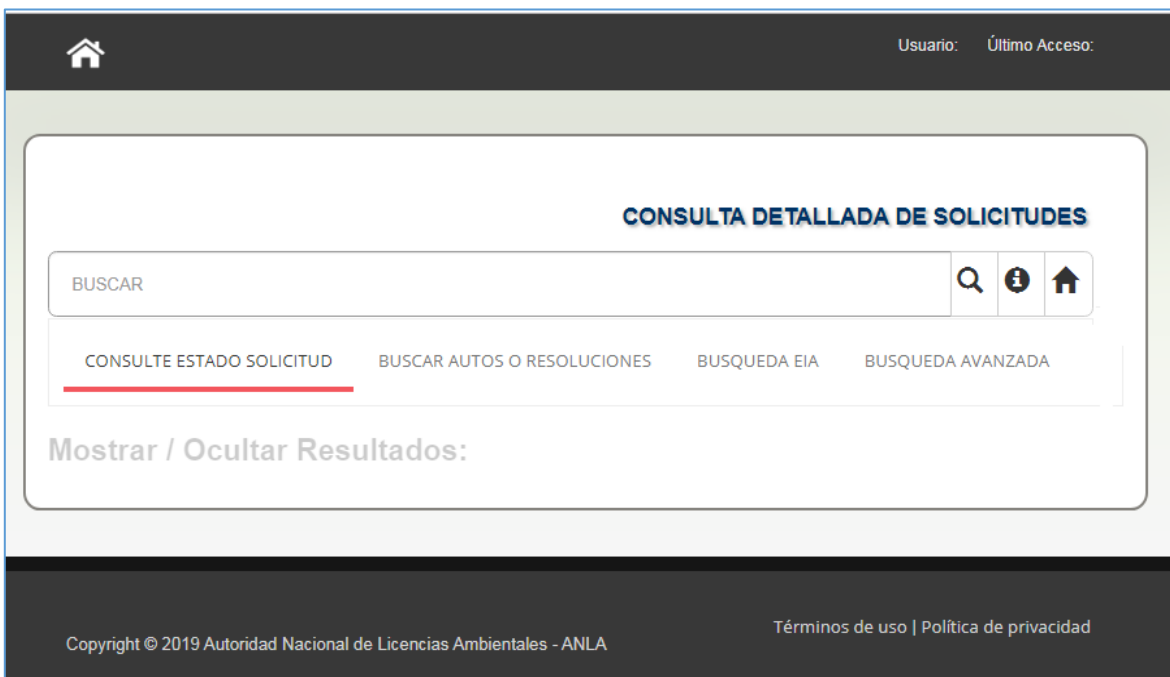 Usuario: Último Acceso:
CONSULTA DETALLADA DE SOLICITUDES
BUSCAR
CONSULTE ESTADO SOLICITUD BUSCAR AUTOS O RESOLUCIONES BUSQUEDA EIA BUSQUEDA AVANZADA
Mostrar / Ocultar Resultados:
Copyright © 2019 Autoridad Nacional de Licencias Ambientales - ANLA Términos de uso | Política de privacidad